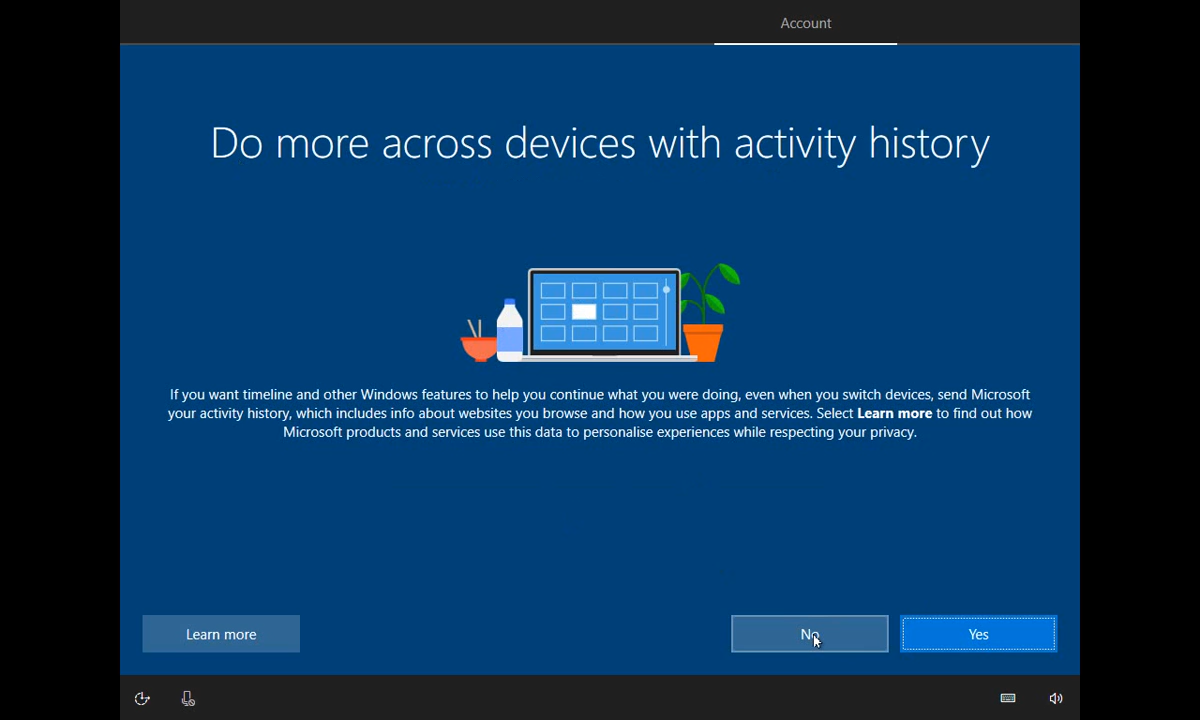 Account
Do more across devices with activity history
If you want timeline and other Windows features to help you continue what you were doing, even when you switch devices, send Microsoft
your activity history, which includes info about websites you browse and how you use apps and services. Select Learn more to find out how
Microsoft products and services use this data to personalise experiences while respecting your privacy.
Learn more
No
Yes